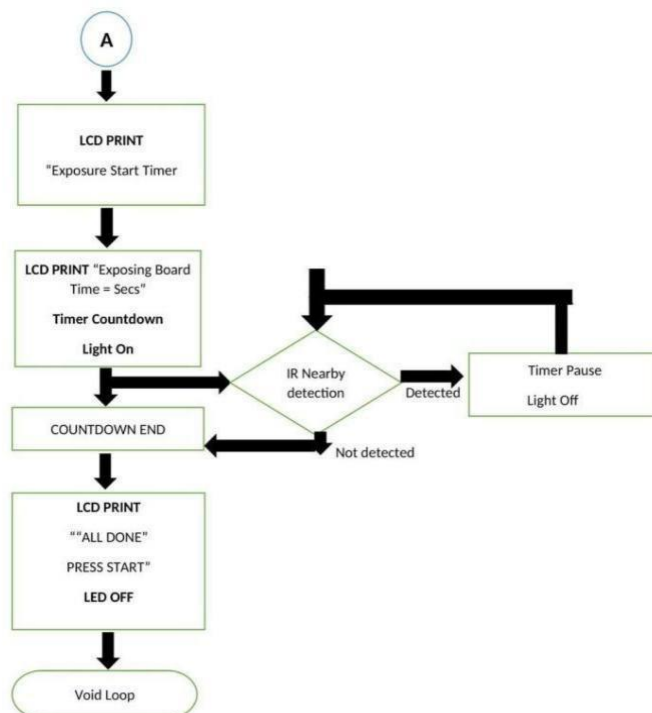 A
LCD PRINT
“Exposure Start Timer
LCD PRINT “Exposing Board
Time = Secs”
Timer Countdown
Light On
IR Nearby
detection
Detected
Timer Pause
Light Off
COUNTDOWN END
Not detected
LCD PRINT
““ALL DONE”
PRESS START”
LED OFF
Void Loop